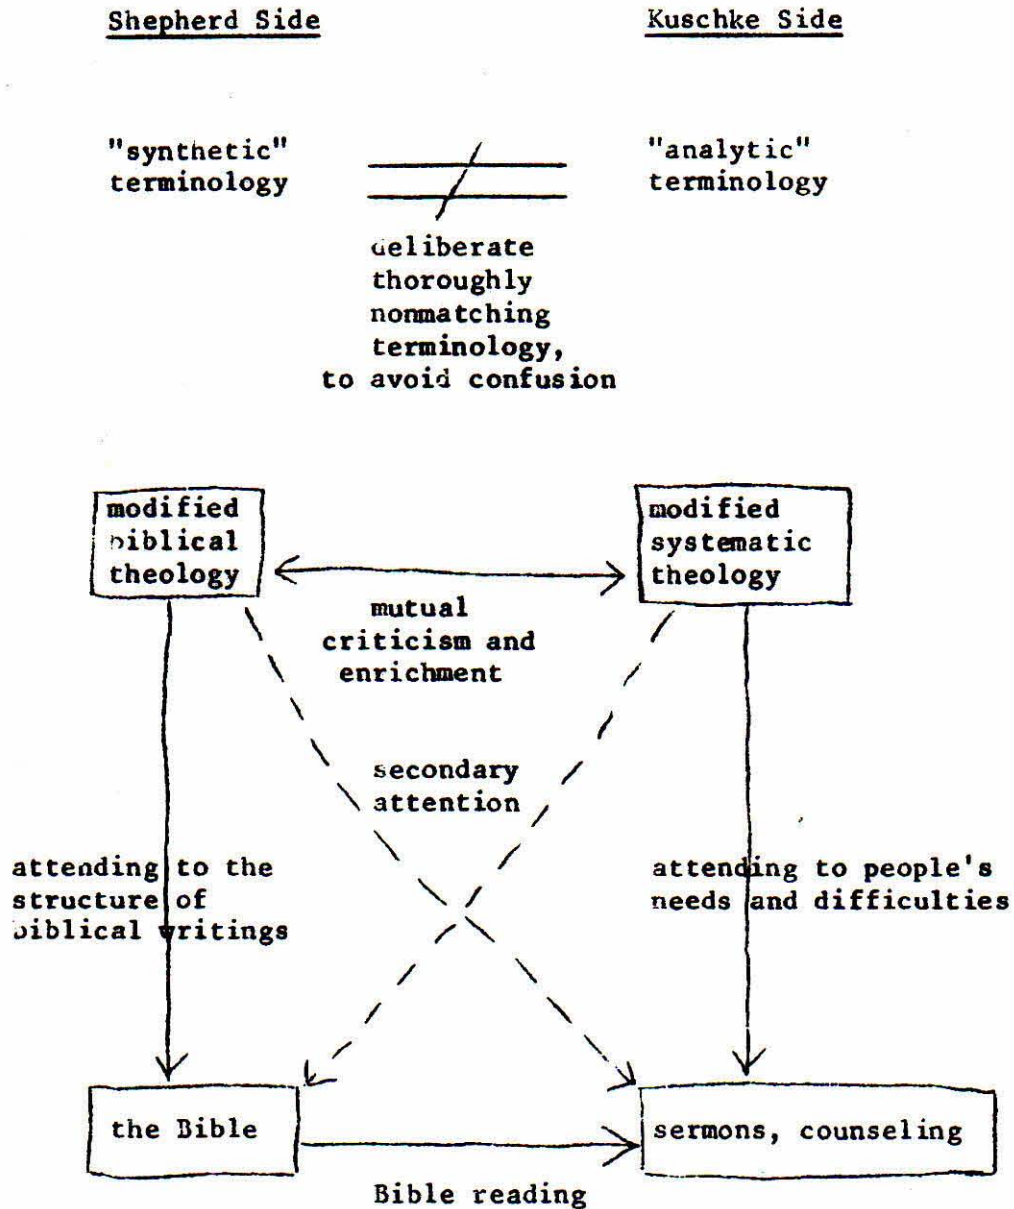 Shepherd Side
Kuschke Side
"synthetic"
terminology
"analytic"
terminology
deliberate
thoroughly
nonmatching
terminology,
to avoid confusion
modified
biblical
theology
modified
systematic
theology
mutual
criticism and
enrichment
secondary
attention
attending to the
structure of
biblical writings
attending to people's
needs and difficulties
the Bible
sermons, counseling
Bible reading